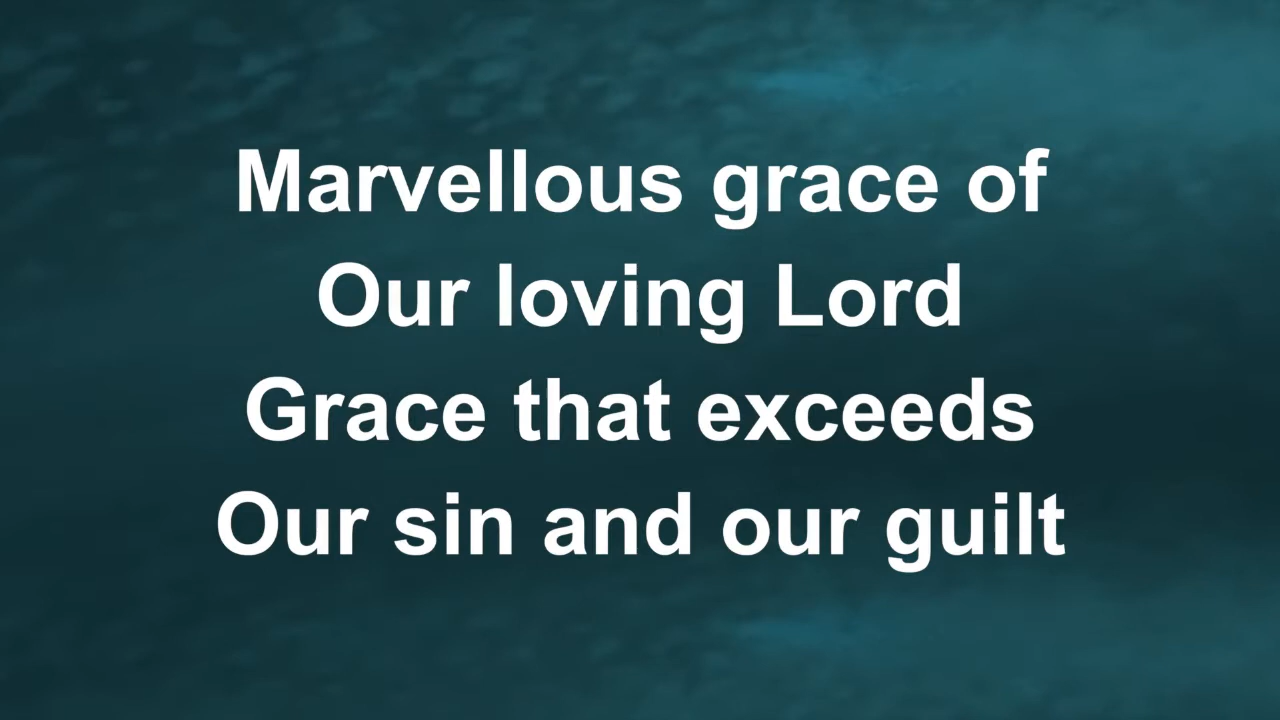 Marvellous grace of
Our loving Lord
Grace that exceeds
Our sin and our guilt